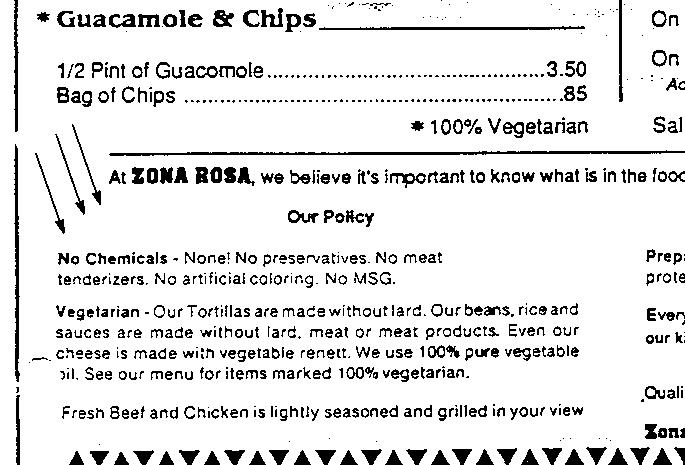 * Guacamole & Chips
1/2 Pint of Guacomole..............................................3.50
Bag of Chips ..........................................................85
* 100% Vegetarian
At ZONA ROSA, we believe it's important to know what is in the
Our Policy
No Chemicals - None! No preservatives. No meat
tenderizers. No artificial coloring. No MSG.
Vegetarian - Our Tortillas are made without lard. Our beans, rice and
sauces are made without lard, meat or meat products. Even our
cheese is made with vegetable renett. We use 100% pure vegetable
oil. See our menu for items marked 100% vegetarian.
Fresh Beef and Chicken is lightly seasoned and grilled in your view
On
On
Every
our
Zona